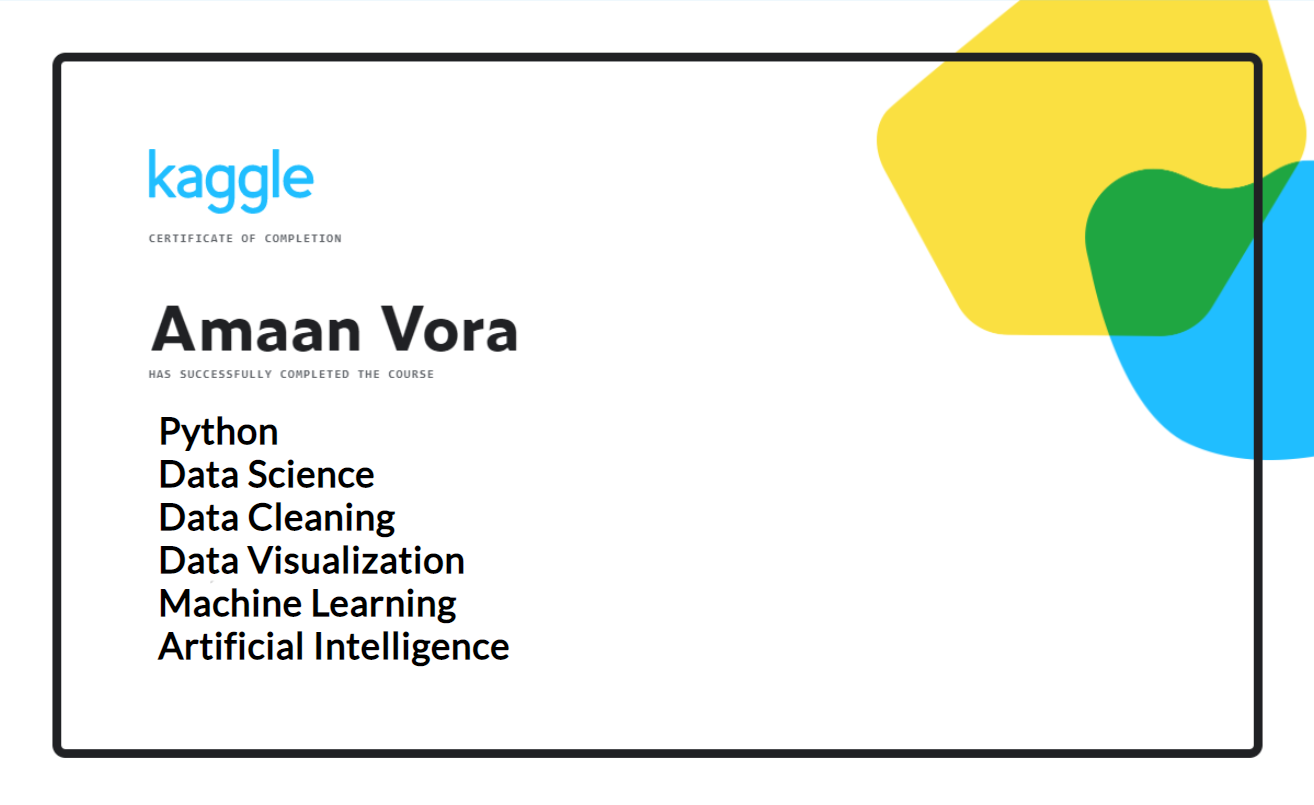 kaggle
CERTIFICATE OF COMPLETION
Amaan Vora
HAS SUCCESSFULLY COMPLETED THE COURSE
Python
Data Science
Data Cleaning
Data Visualization
Machine Learning
Artificial Intelligence